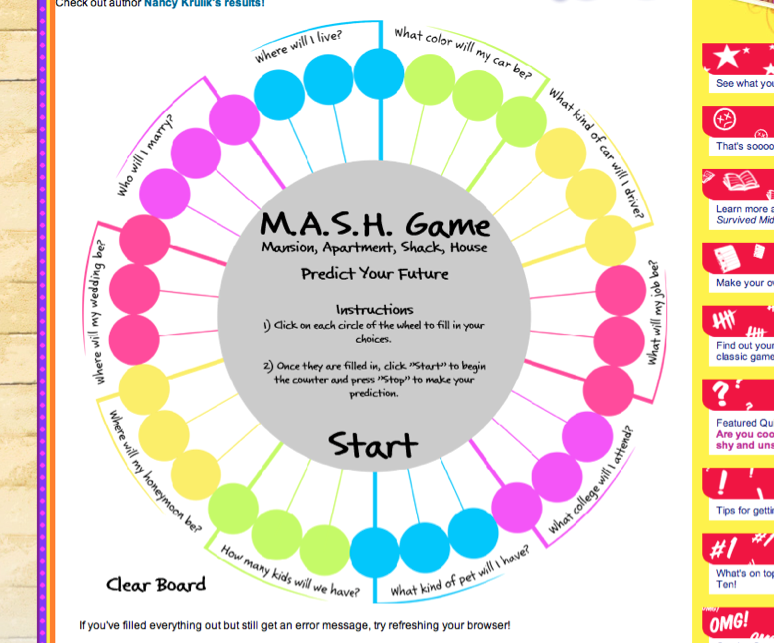 Check out author Nancy Krulik's results!
Where will I live?
What color will my car be?
What kind of car will I drive?
What will my job be?
What college will I attend?
What kind of pet will I have?
How many kids will we have?
Where will my honeymoon be?
Where will my wedding be?
Who will I marry?
M.A.S.H. Game
Mansion, Apartment, Shack, House
Predict Your Future
Instructions
1) Click on each circle of the wheel to fill in your
choices.
2) Once they are filled in, click "Start" to begin
the counter and press "Stop" to make your
prediction.
Start
Clear Board
If you've filled everything out but still get an error message, try refreshing your browser!
See what you
That's soooo
Learn more a
Survived Mid
Make your o
Find out your
classic game
?
Featured Qu
Are you coo
shy and uns
!
Tips for getti
#1
What's on top
Ten!
OMG!